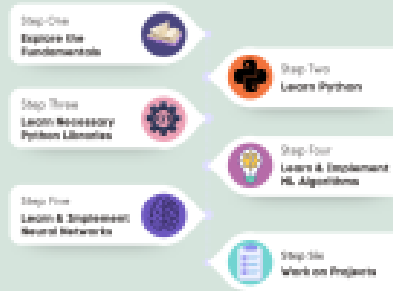 Step One
Explore the
Fundamentals
Step Two
Learn Python
Step Three
Learn Necessary
Python Libraries
Step Four
Learn & Implement
ML Algorithms
Step Five
Learn & Implement
Neural Networks
Step Six
Work on Projects